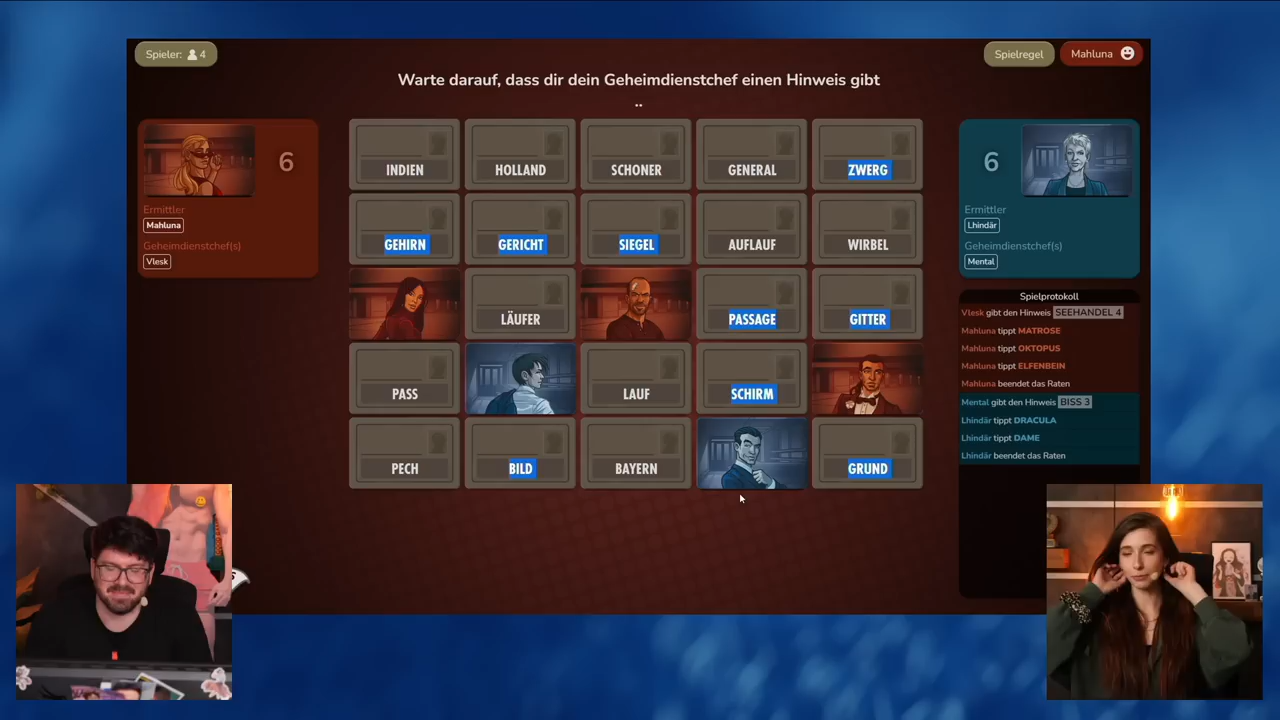 Spieler: 4
Spielregel
Mahluna
Warte darauf, dass dir dein Geheimdienstchef einen Hinweis gibt
..
6
Ermittler
Mahluna
Geheimdienstchef(s)
Vlesk
INDIEN
HOLLAND
SCHONER
GENERAL
ZWERG
GEHIRN
GERICHT
SIEGEL
AUFLAUF
WIRBEL
LÄUFER
PASSAGE
GITTER
PASS
LAUF
SCHIRM
PECH
BILD
BAYERN
GRUND
6
Ermittler
Lhindär
Geheimdienstchef(s)
Mental
Spielprotokoll
Vlesk gibt den Hinweis SEEHANDEL 4
Mahluna tippt MATROSE
Mahluna tippt OKTOPUS
Mahluna tippt ELFENBEIN
Mahluna beendet das Raten
Mental gibt den Hinweis BISS 3
Lhindär tippt DRACULA
Lhindär tippt DAME
Lhindär beendet das Raten